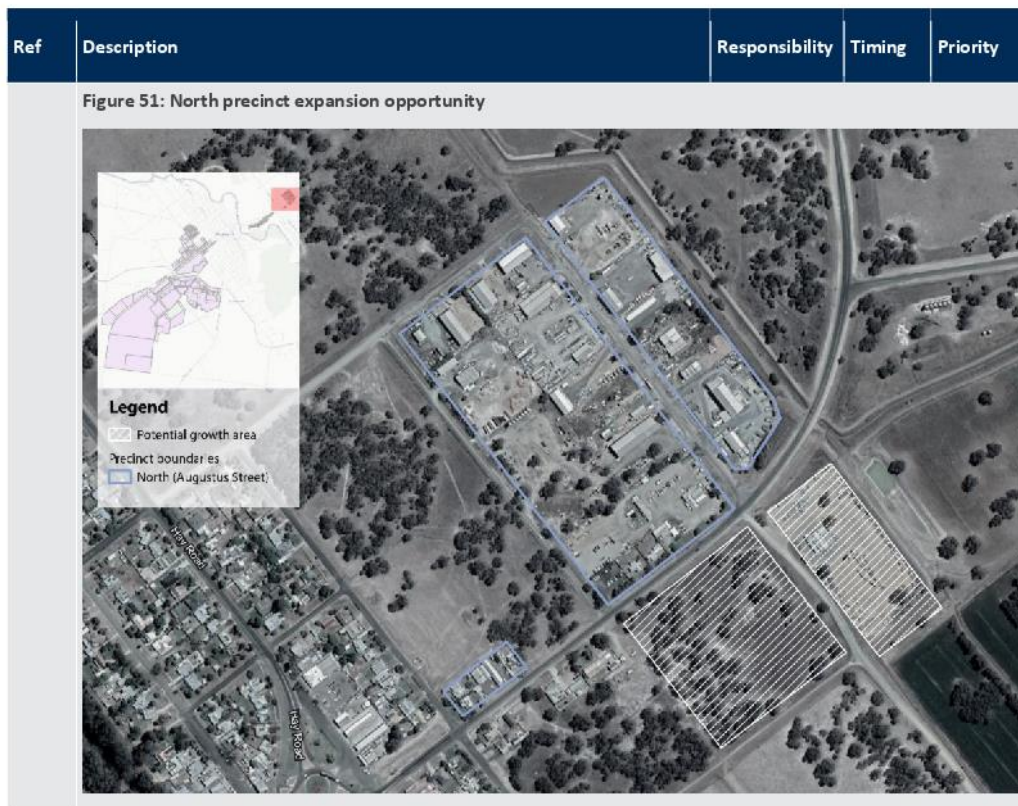 Ref Description Responsibility Timing Priority
Figure 51: North precinct expansion opportunity
Legend
Potential growth area
Precinct boundaries
North (Augustus Street)
Hay Road
Hay Road